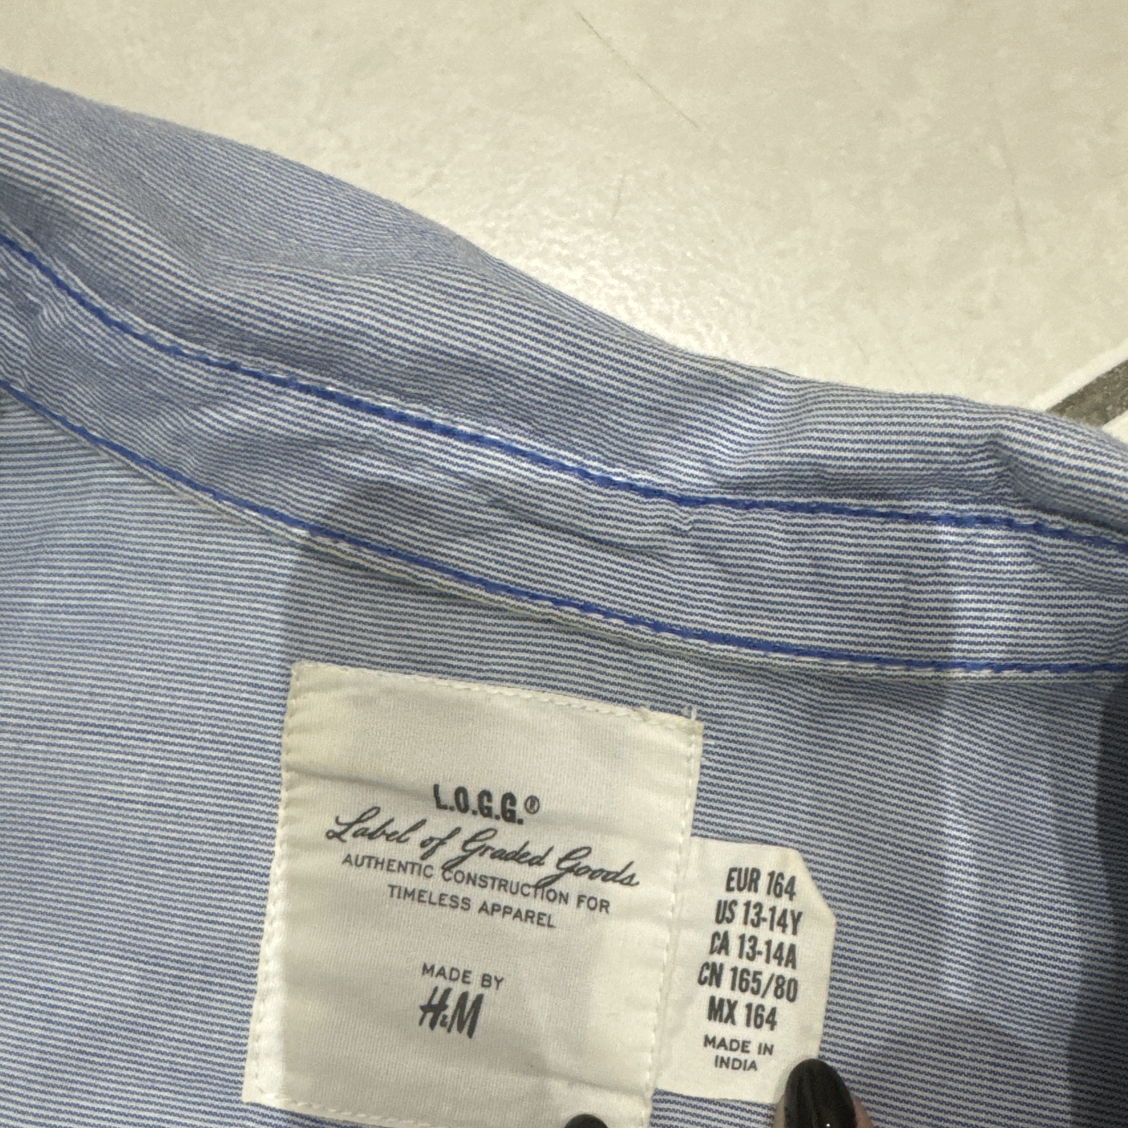 L.O.G.G.®
Label of Graded Goods
AUTHENTIC CONSTRUCTION FOR
TIMELESS APPAREL
MADE BY
H&M
EUR 164
US 13-14Y
CA 13-14A
CN 165/80
MX 164
MADE IN
INDIA